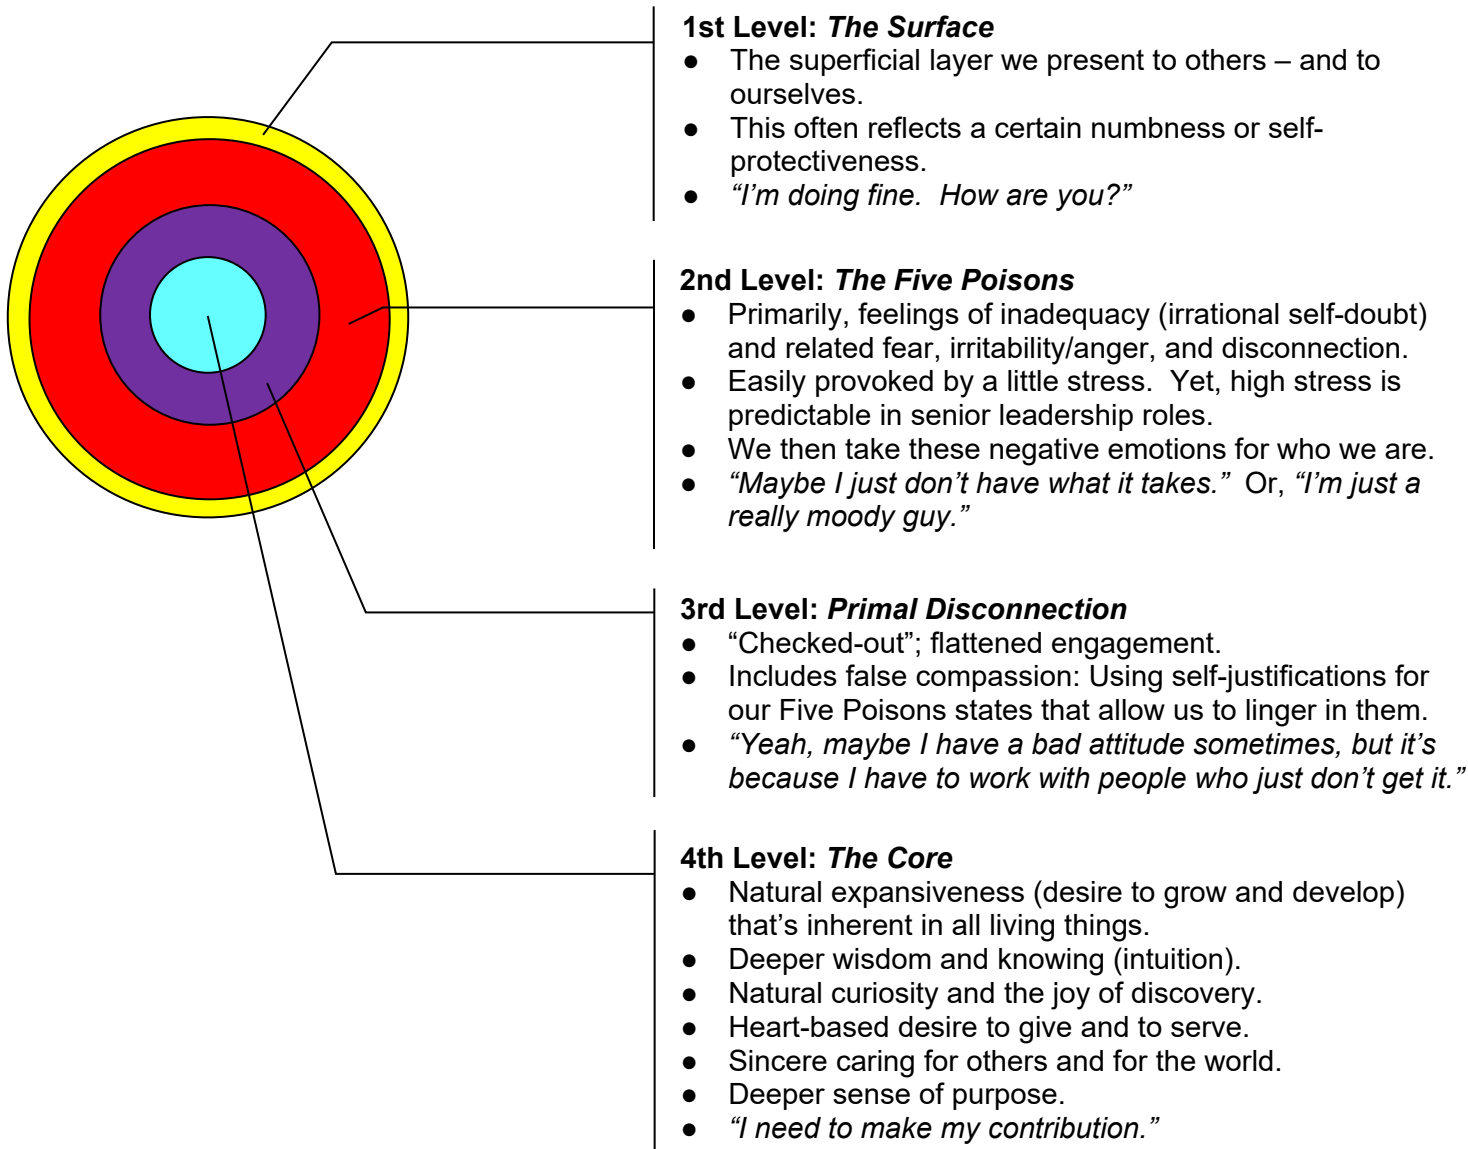 1st Level: The Surface
● The superficial layer we present to others – and to
ourselves.
● This often reflects a certain numbness or self-
protectiveness.
● “I’m doing fine.  How are you?”
2nd Level: The Five Poisons
● Primarily, feelings of inadequacy (irrational self-doubt)
and related fear, irritability/anger, and disconnection.
● Easily provoked by a little stress.  Yet, high stress is
predictable in senior leadership roles.
● We then take these negative emotions for who we are.
● “Maybe I just don’t have what it takes.”  Or, “I’m just a
really moody guy.”
3rd Level: Primal Disconnection
● “Checked-out”; flattened engagement.
● Includes false compassion: Using self-justifications for
our Five Poisons states that allow us to linger in them.
● “Yeah, maybe I have a bad attitude sometimes, but it’s
because I have to work with people who just don’t get it.”
4th Level: The Core
● Natural expansiveness (desire to grow and develop)
that’s inherent in all living things.
● Deeper wisdom and knowing (intuition).
● Natural curiosity and the joy of discovery.
● Heart-based desire to give and to serve.
● Sincere caring for others and for the world.
● Deeper sense of purpose.
● “I need to make my contribution.”